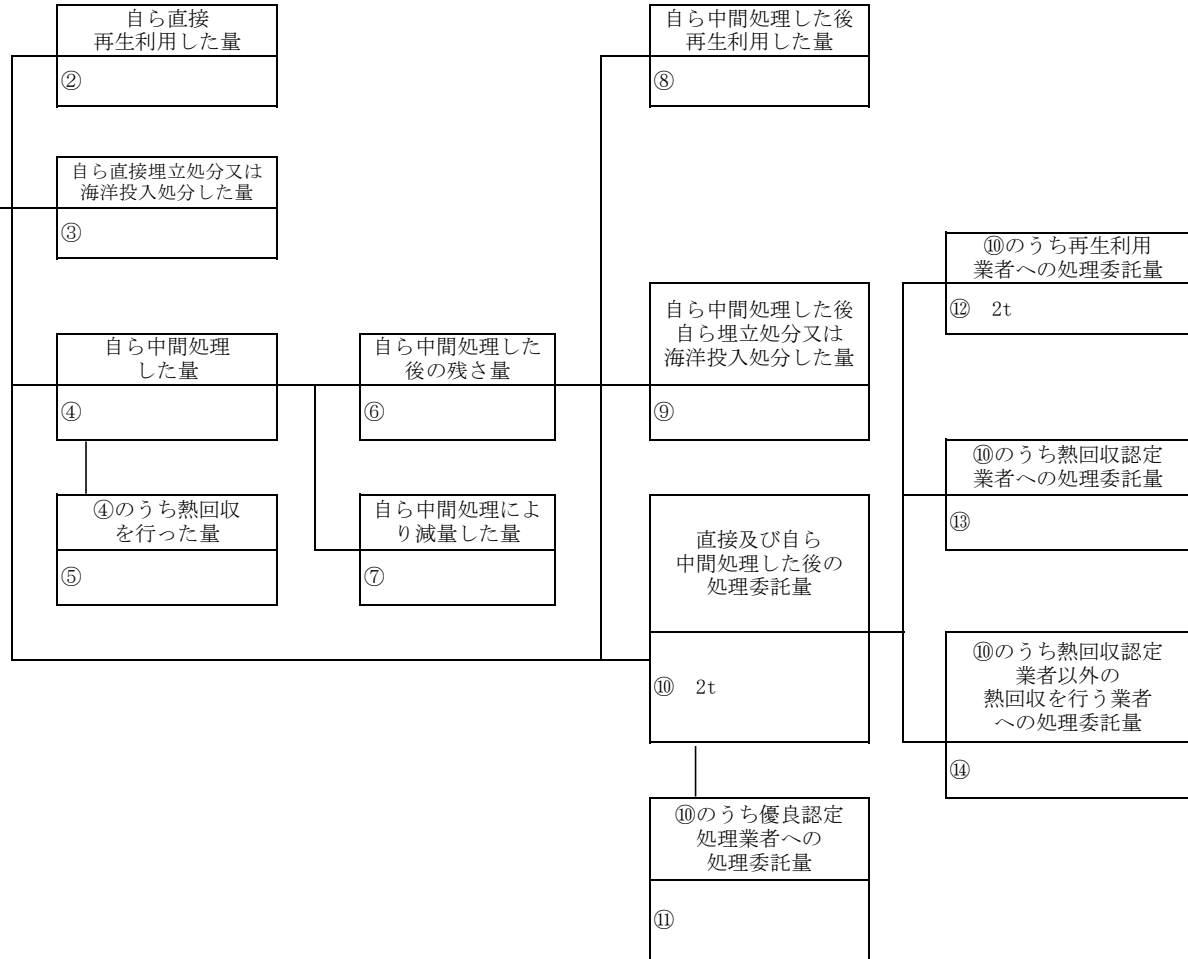 自ら直接
再生利用した量
②
自ら中間処理した後
再生利用した量
⑧
自ら直接埋立処分又は
海洋投入処分した量
③
⑩のうち再生利用
業者への処理委託量
⑫ 2t
自ら中間処理した後
自ら埋立処分又は
海洋投入処分した量
⑨
自ら中間処理
した量
④
自ら中間処理した
後の残さ量
⑥
⑩のうち熱回収認定
業者への処理委託量
⑬
④のうち熱回収
を行った量
⑤
自ら中間処理によ
り減量した量
⑦
直接及び自ら
中間処理した後の
処理委託量
⑩ 2t
⑩のうち熱回収認定
業者以外の
熱回収を行う業者
への処理委託量
⑭
⑩のうち優良認定
処理業者への
処理委託量
⑪